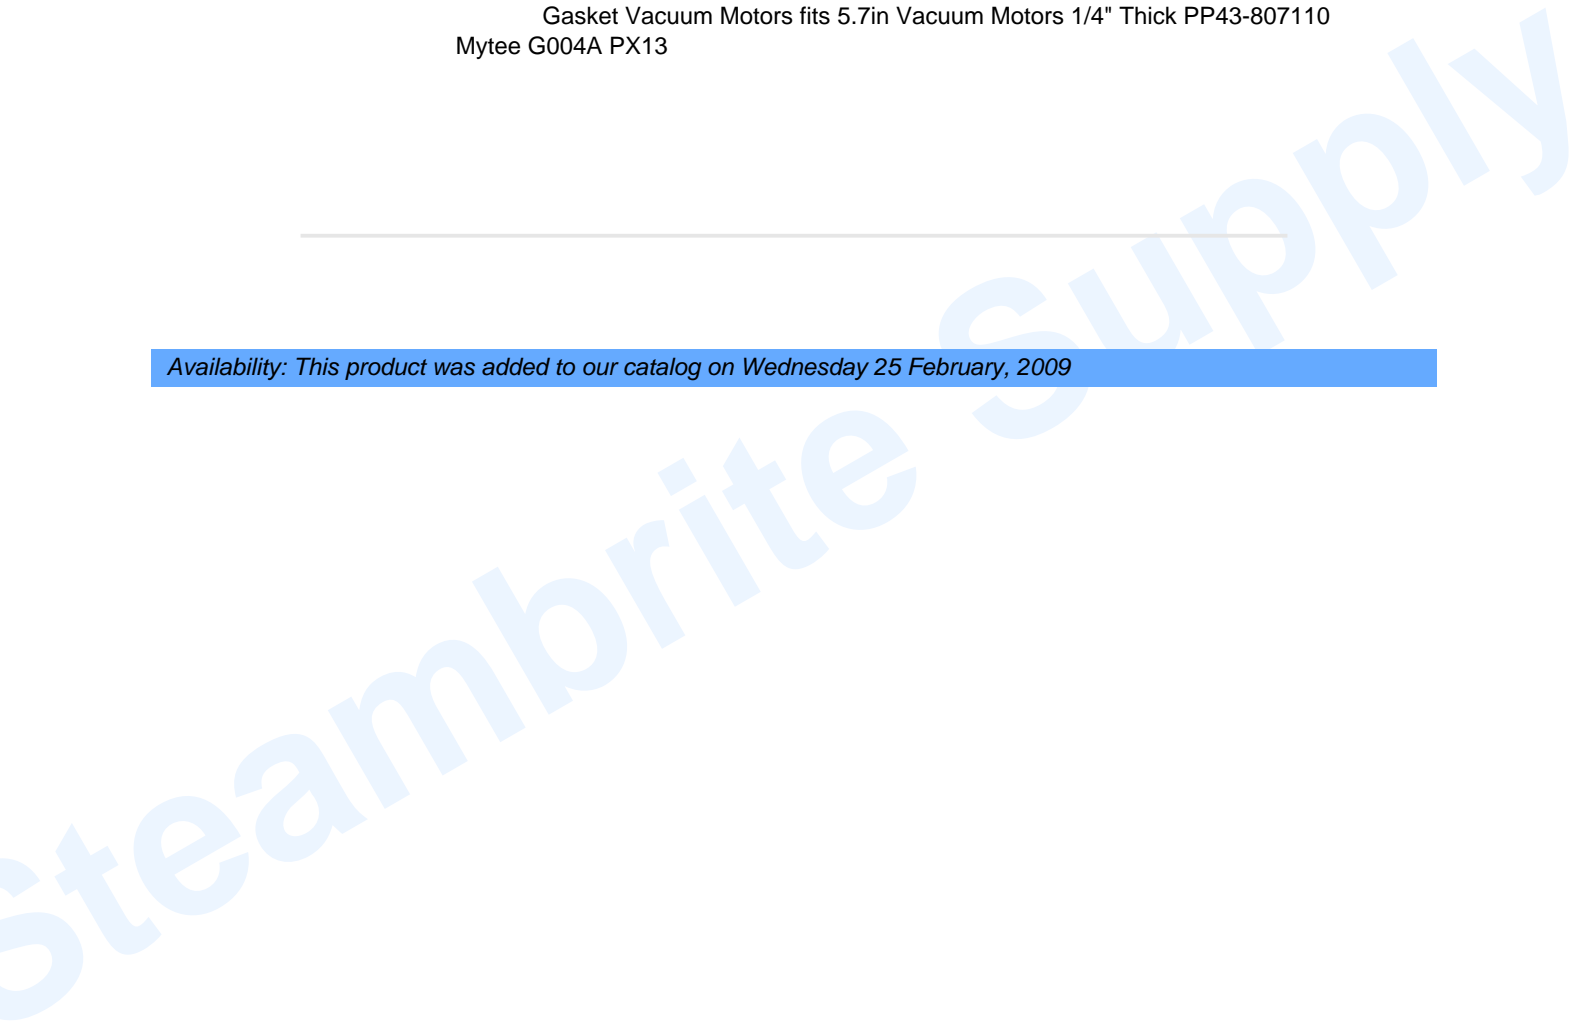 Gasket Vacuum Motors fits 5.7in Vacuum Motors 1/4" Thick PP43-807110
Mytee G004A PX13
Availability: This product was added to our catalog on Wednesday 25 February, 2009
Steambrite Supply